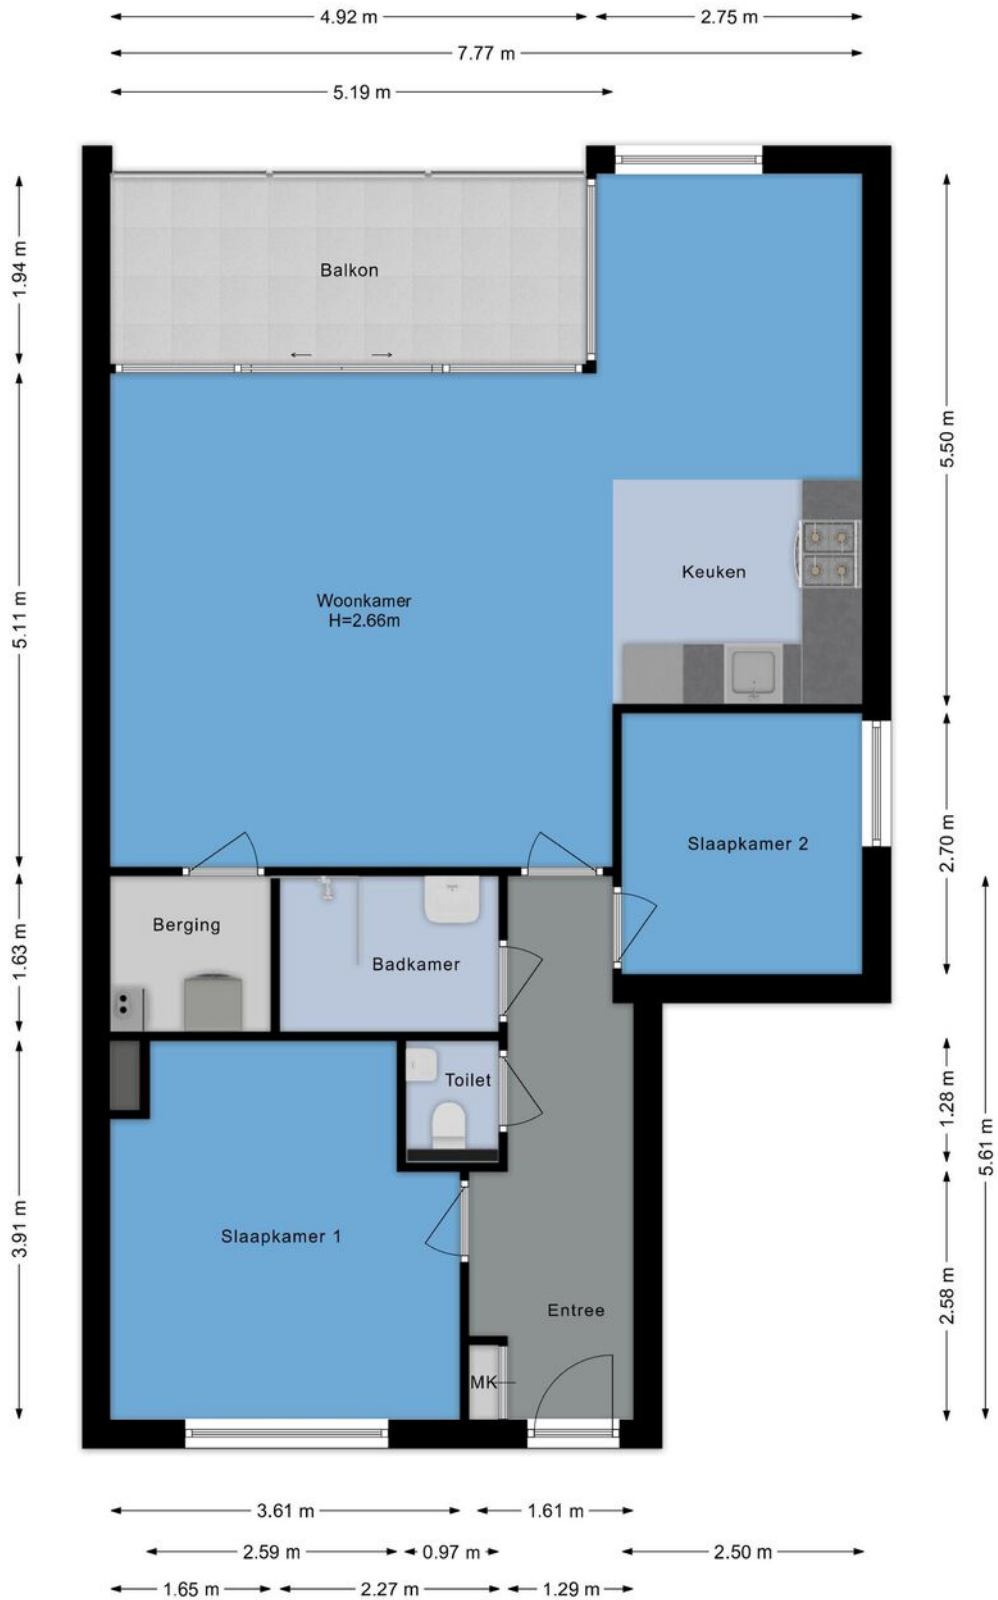 4.92 m
2.75 m
7.77 m
5.19 m
1.94 m
Balkon
5.50 m
5.11 m
Woonkamer
H=2.66m
Keuken
Slaapkamer 2
2.70 m
Berging
Badkamer
1.63 m
Toilet
1.28 m
5.61 m
3.91 m
Slaapkamer 1
Entree
2.58 m
MK
3.61 m
1.61 m
2.59 m
0.97 m
2.50 m
1.65 m
2.27 m
1.29 m